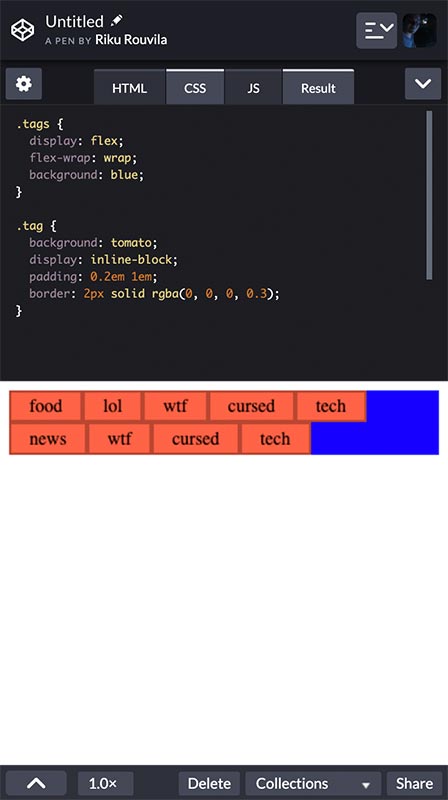 Untitled
A PEN BY Riku Rouvila
HTML CSS JS Result
.tags {
  display: flex;
  flex-wrap: wrap;
  background: blue;
}
.tag {
  background: tomato;
  display: inline-block;
  padding: 0.2em 1em;
  border: 2px solid rgba(0, 0, 0, 0.3);
}
food lol wtf cursed tech
news wtf cursed tech
1.0× Delete Collections Share